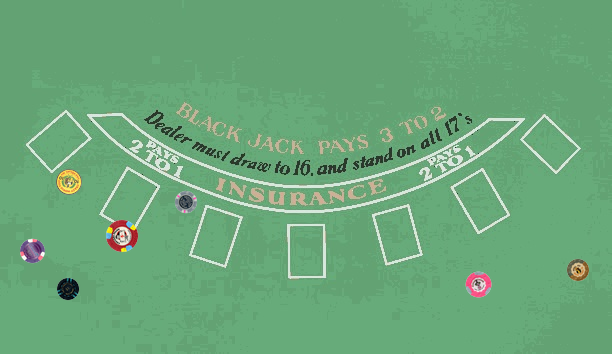 BLACK JACK PAYS 3 TO 2
Dealer must draw to 16, and stand on all 17's
PAYS
2 TO 1
INSURANCE
PAYS
2 TO 1